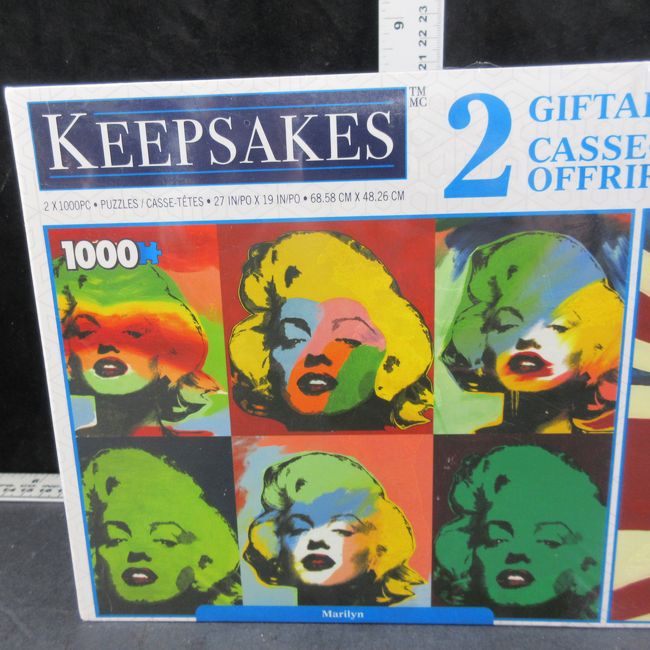 9
21 22 23
KEEPSAKES
TM
MC
2
GIFTA
CASSE-
OFFRIR
2 X 1000PC • PUZZLES / CASSE-TÊTES • 27 IN/PO X 19 IN/PO • 68.58 CM X 48.26 CM
1000
Marilyn